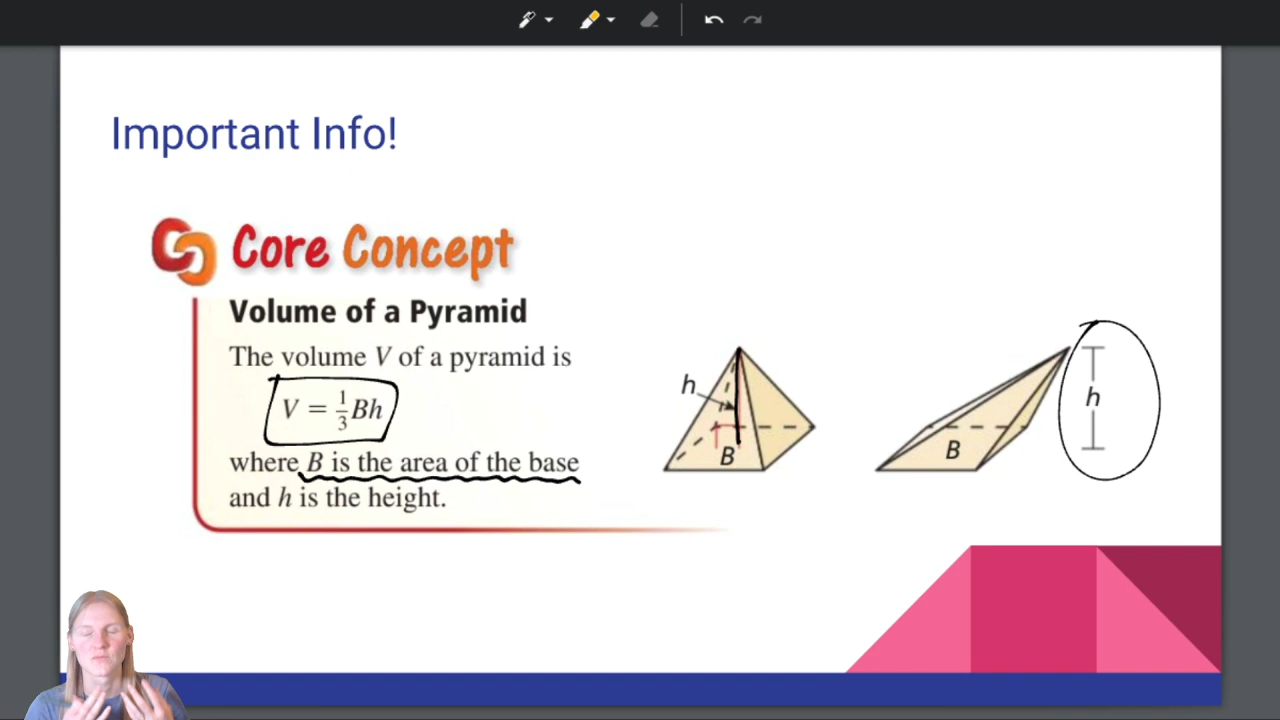 Important Info!
Core Concept
Volume of a Pyramid
The volume V of a pyramid is
V = 1/3 Bh
where B is the area of the base
and h is the height.
h
B
B
h